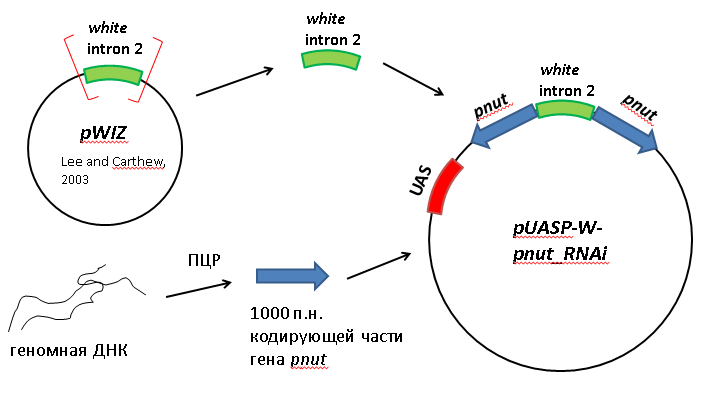 white
intron 2
pWIZ
Lee and Carthew,
2003
white
intron 2
white
intron 2
pnut
pnut
UAS
pUASP-W-
pnut_RNAi
ПЦР
геномная ДНК
1000 п.н.
кодирующей части
гена pnut